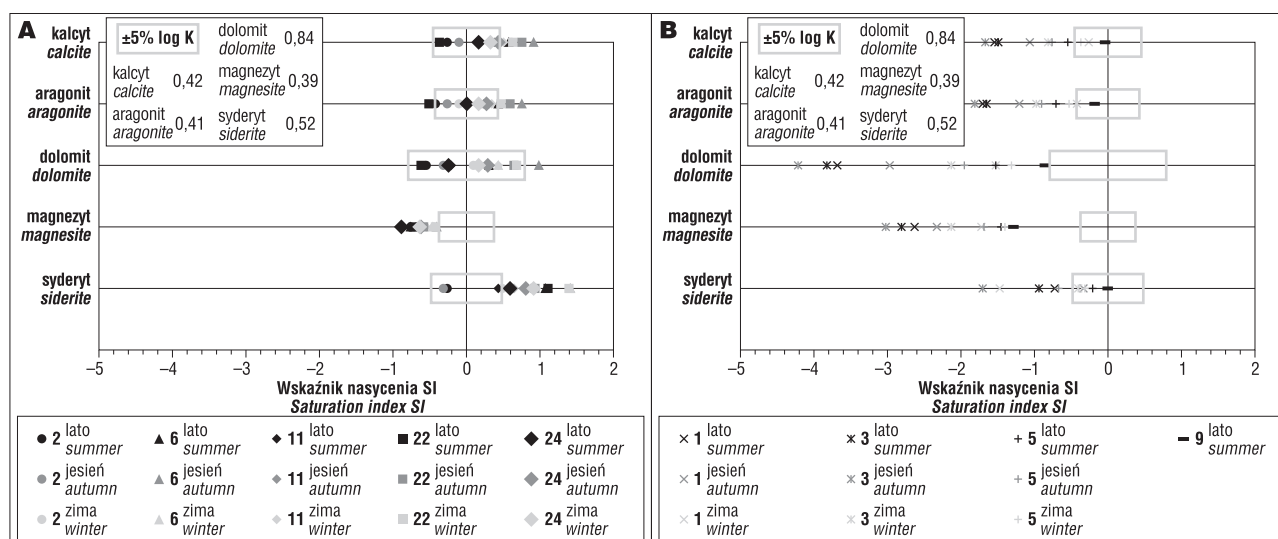 A
±5% log K
dolomit
dolomite 0,84
kalcyt
calcite 0,42
magnezyt
magnesite 0,39
aragonit
aragonite 0,41
syderyt
siderite 0,52
kalcyt
calcite
aragonit
aragonite
dolomit
dolomite
magnezyt
magnesite
syderyt
siderite
–5 –4 –3 –2 –1 0 1 2
Wskaźnik nasycenia SI
Saturation index SI
2 lato summer 6 lato summer 11 lato summer 22 lato summer 24 lato summer
2 jesień autumn 6 jesień autumn 11 jesień autumn 22 jesień autumn 24 jesień autumn
2 zima winter 6 zima winter 11 zima winter 22 zima winter 24 zima winter
B
±5% log K
dolomit
dolomite 0,84
kalcyt
calcite 0,42
magnezyt
magnesite 0,39
aragonit
aragonite 0,41
syderyt
siderite 0,52
kalcyt
calcite
aragonit
aragonite
dolomit
dolomite
magnezyt
magnesite
syderyt
siderite
–5 –4 –3 –2 –1 0 1 2
Wskaźnik nasycenia SI
Saturation index SI
1 lato summer 3 lato summer 5 lato summer 9 lato summer
1 jesień autumn 3 jesień autumn 5 jesień autumn
1 zima winter 3 zima winter 5 zima winter